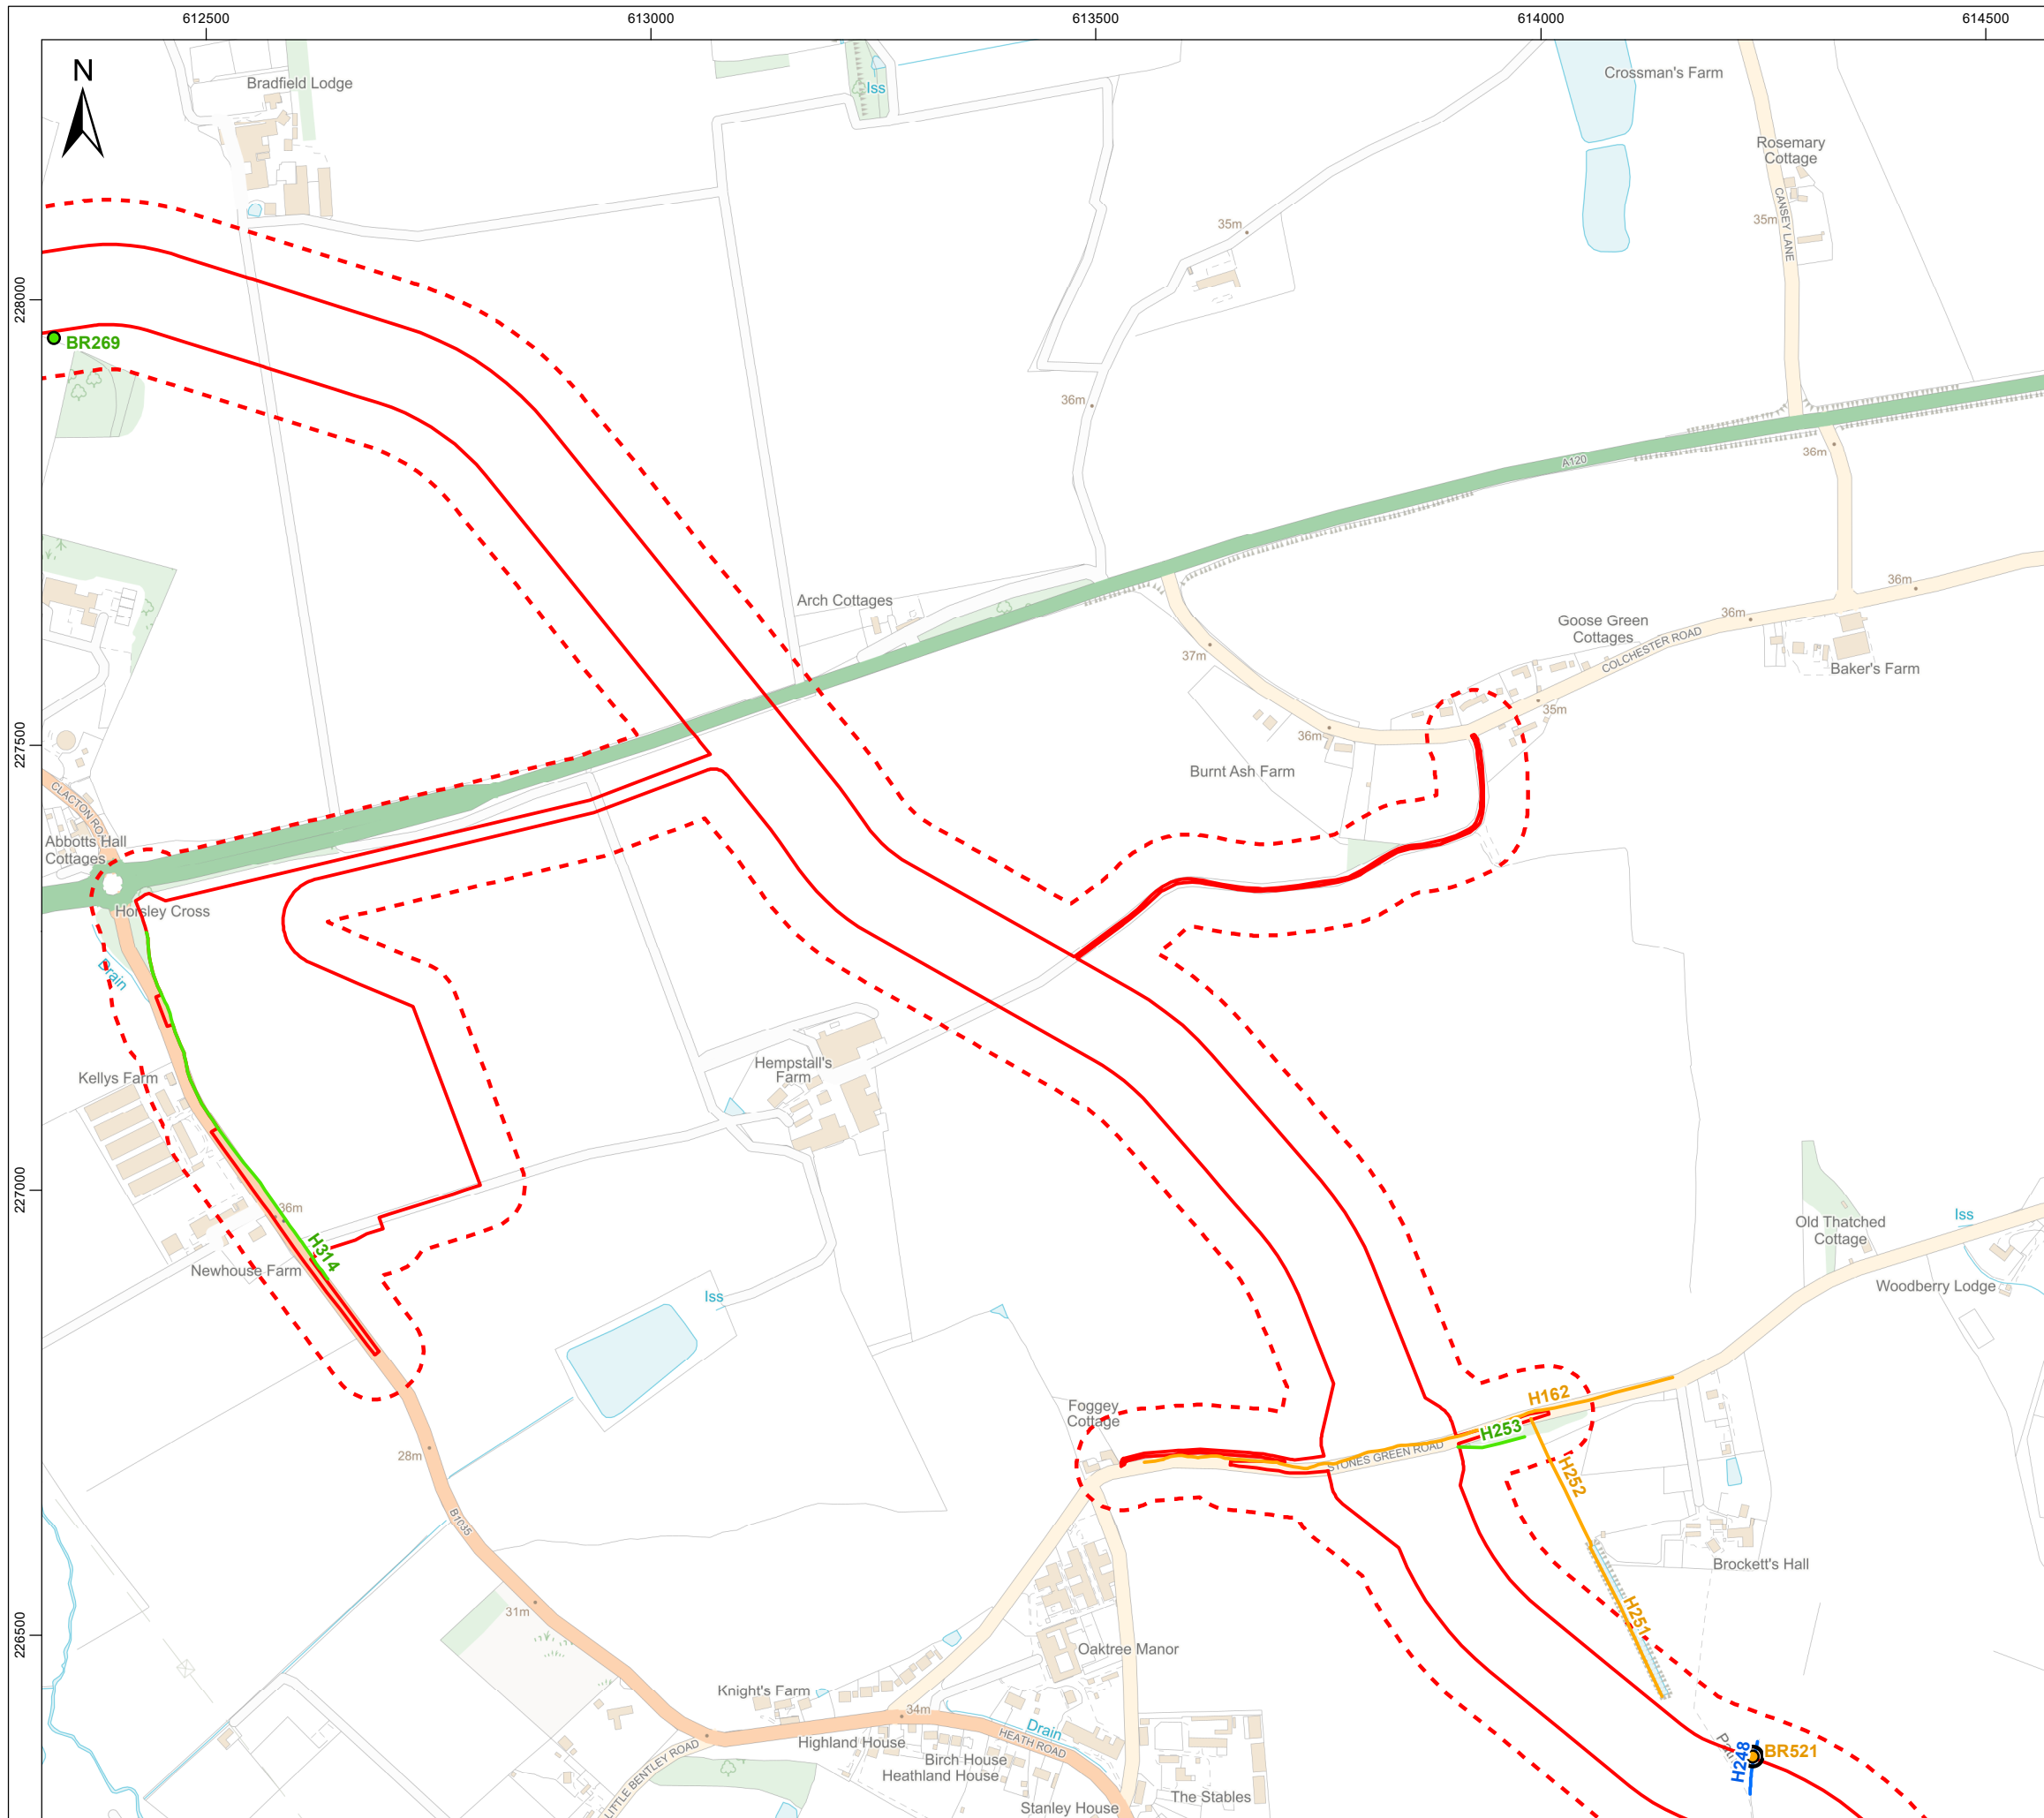 612500
613000
613500
614000
614500
N
Bradfield Lodge
Iss
Crossman's Farm
Rosemary
Cottage
CANSEY LANE
35m
35m
228000
BR269
36m
36m
A120
36m
Arch Cottages
Goose Green
Cottages
36m
COLCHESTER ROAD
37m
Baker's Farm
35m
36m
227500
Burnt Ash Farm
CLACTON ROAD
Abbotts Hall
Cottages
Horsley Cross
Drain
Hempstall's
Farm
Kellys Farm
227000
36m
H314
Newhouse Farm
Old Thatched
Cottage
Iss
Woodberry Lodge
Iss
Foggey
Cottage
H162
H253
STONES GREEN ROAD
28m
H252
B1035
Brockett's Hall
31m
H251
226500
Oaktree Manor
Knight's Farm
34m
Drain
HEATH ROAD
Highland House
LITTLE BENTLEY ROAD
Birch House
Heathland House
H248
BR521
The Stables
Stanley House